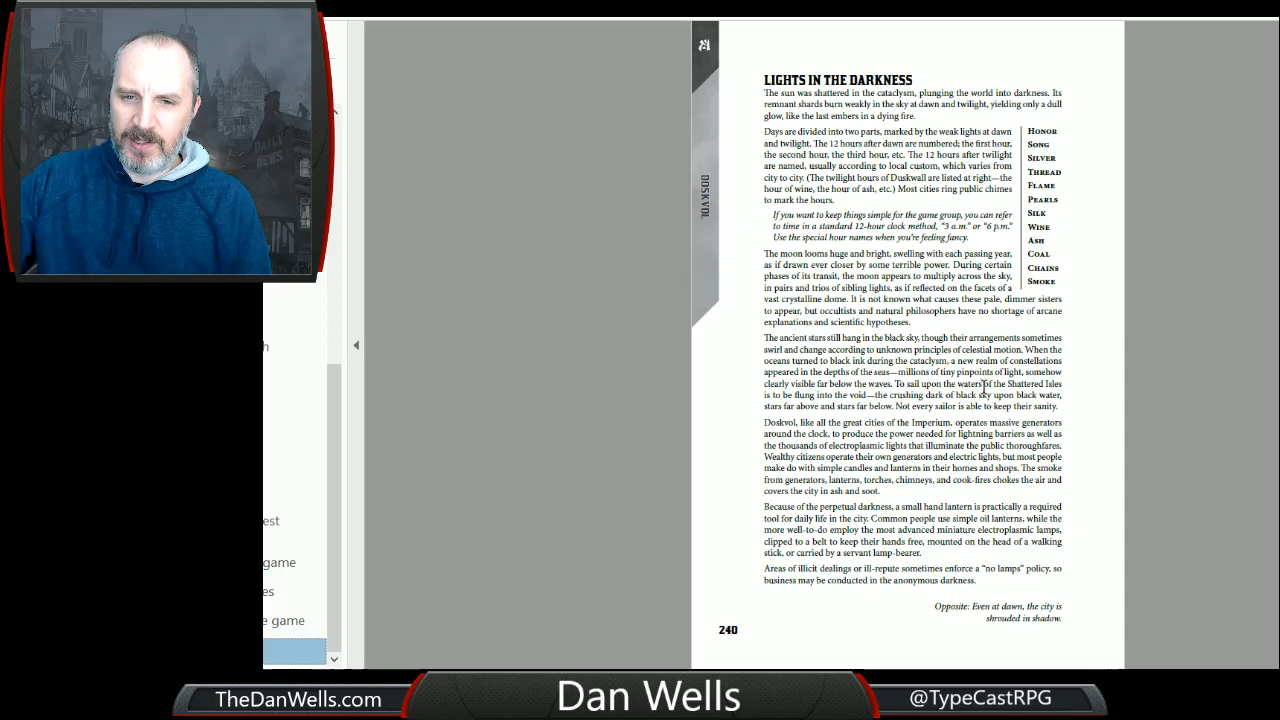 LIGHTS IN THE DARKNESS
The sun was shattered in the cataclysm, plunging the world into darkness. Its
remnant shards burn weakly in the sky at dawn and twilight, yielding only a dull
glow, like the last embers in a dying fire.
Days are divided into two parts, marked by the weak lights at dawn
and twilight. The 12 hours after dawn are numbered; the first hour,
the second hour, the third hour, etc. The 12 hours after twilight
are named, usually according to local custom, which varies from
city to city. (The twilight hours of Duskwall are listed at right—the
hour of wine, the hour of ash, etc.) Most cities ring public chimes
to mark the hours.
If you want to keep things simple for the game group, you can refer
to time in a standard 12-hour clock method, “3 a.m.” or “6 p.m.”
Use the special hour names when you’re feeling fancy.
HONOR
SONG
SILVER
THREAD
FLAME
PEARLS
SILK
WINE
ASH
COAL
CHAINS
SMOKE
The moon looms huge and bright, swelling with each passing year,
as if drawn ever closer by some terrible power. During certain
phases of its transit, the moon appears to multiply across the sky,
in pairs and trios of sibling lights, as if reflected on the facets of a
vast crystalline dome. It is not known what causes these pale, dimmer sisters
to appear, but occultists and natural philosophers have no shortage of arcane
explanations and scientific hypotheses.
The ancient stars still hang in the black sky, though their arrangements sometimes
swirl and change according to unknown principles of celestial motion. When the
oceans turned to black ink during the cataclysm, a new realm of constellations
appeared in the depths of the seas—millions of tiny pinpoints of light, somehow
clearly visible far below the waves. To sail upon the waters of the Shattered Isles
is to be flung into the void—the crushing dark of black sky upon black water,
stars far above and stars far below. Not every sailor is able to keep their sanity.
Doskvol, like all the great cities of the Imperium, operates massive generators
around the clock, to produce the power needed for lightning barriers as well as
the thousands of electroplasmic lights that illuminate the public thoroughfares.
Wealthy citizens operate their own generators and electric lights, but most people
make do with simple candles and lanterns in their homes and shops. The smoke
from generators, lanterns, torches, chimneys, and cook-fires chokes the air and
covers the city in ash and soot.
Because of the perpetual darkness, a small hand lantern is practically a required
tool for daily life in the city. Common people use simple oil lanterns, while the
more well-to-do employ the most advanced miniature electroplasmic lamps,
clipped to a belt to keep their hands free, mounted on the head of a walking
stick, or carried by a servant lamp-bearer.
Areas of illicit dealings or ill-repute sometimes enforce a “no lamps” policy, so
business may be conducted in the anonymous darkness.
Opposite: Even at dawn, the city is
shrouded in shadow.
240
DOSKVOL
h
est
game
es
e game
TheDanWells.com
Dan Wells
@TypeCastRPG